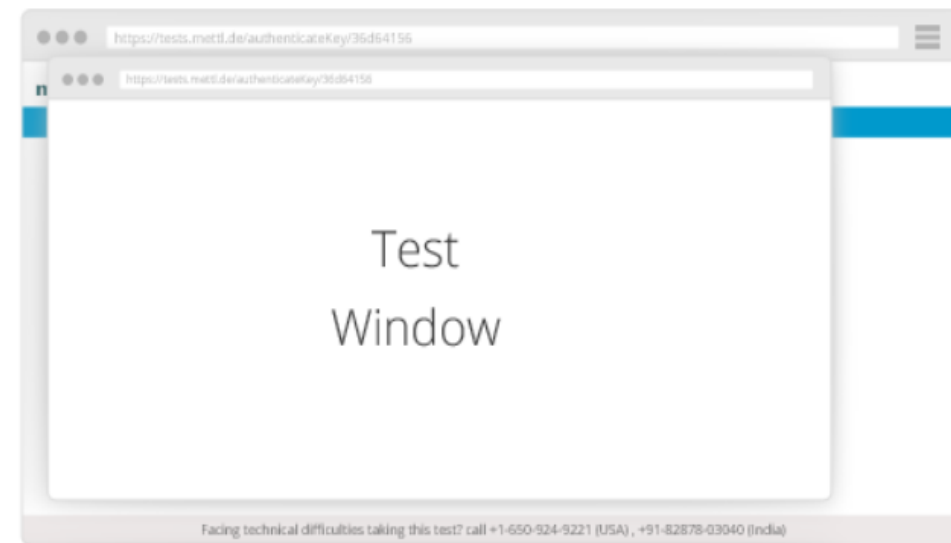 https://tests.mettl.de/authenticateKey/36d64156
https://tests.mettl.de/authenticateKey/36d64156
Test
Window
Facing technical difficulties taking this test? call +1-650-924-9221 (USA) , +91-82878-03040 (India)